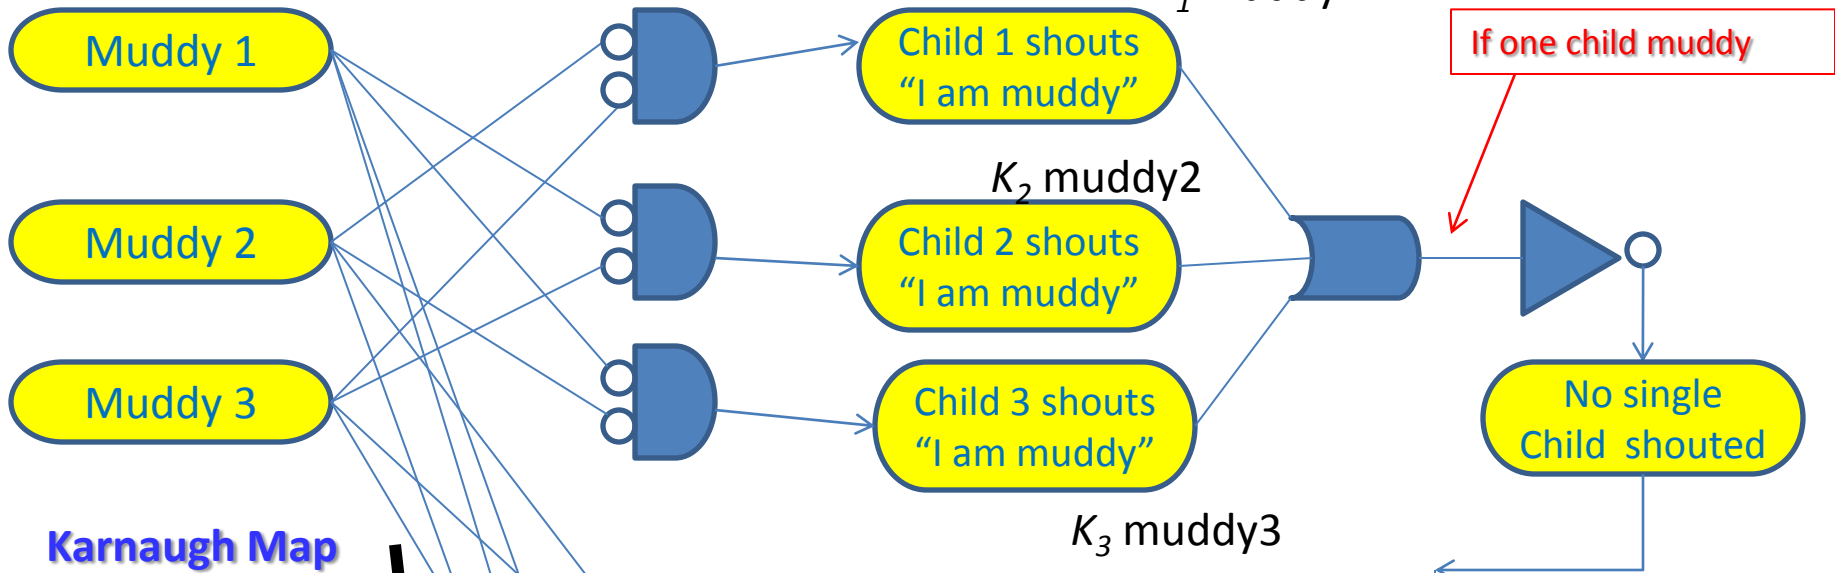 Muddy 1
Child 1 shouts
“I am muddy”
If one child muddy
K2 muddy2
Muddy 2
Child 2 shouts
“I am muddy”
Muddy 3
Child 3 shouts
“I am muddy”
No single
Child shouted
K3 muddy3
Karnaugh Map